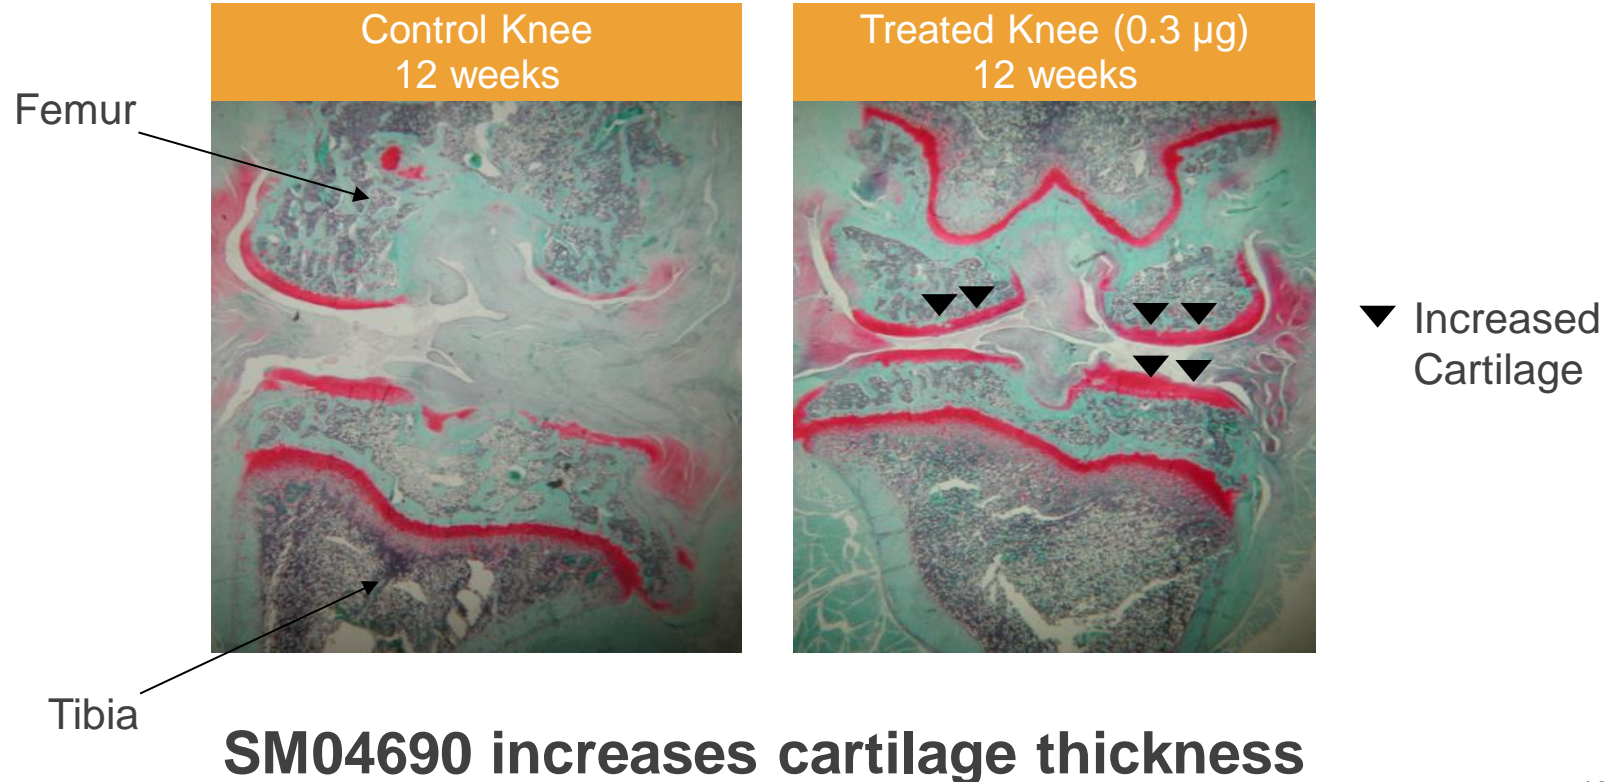 Control Knee
12 weeks
Treated Knee (0.3 µg)
12 weeks
Femur
Increased
Cartilage
Tibia
SM04690 increases cartilage thickness